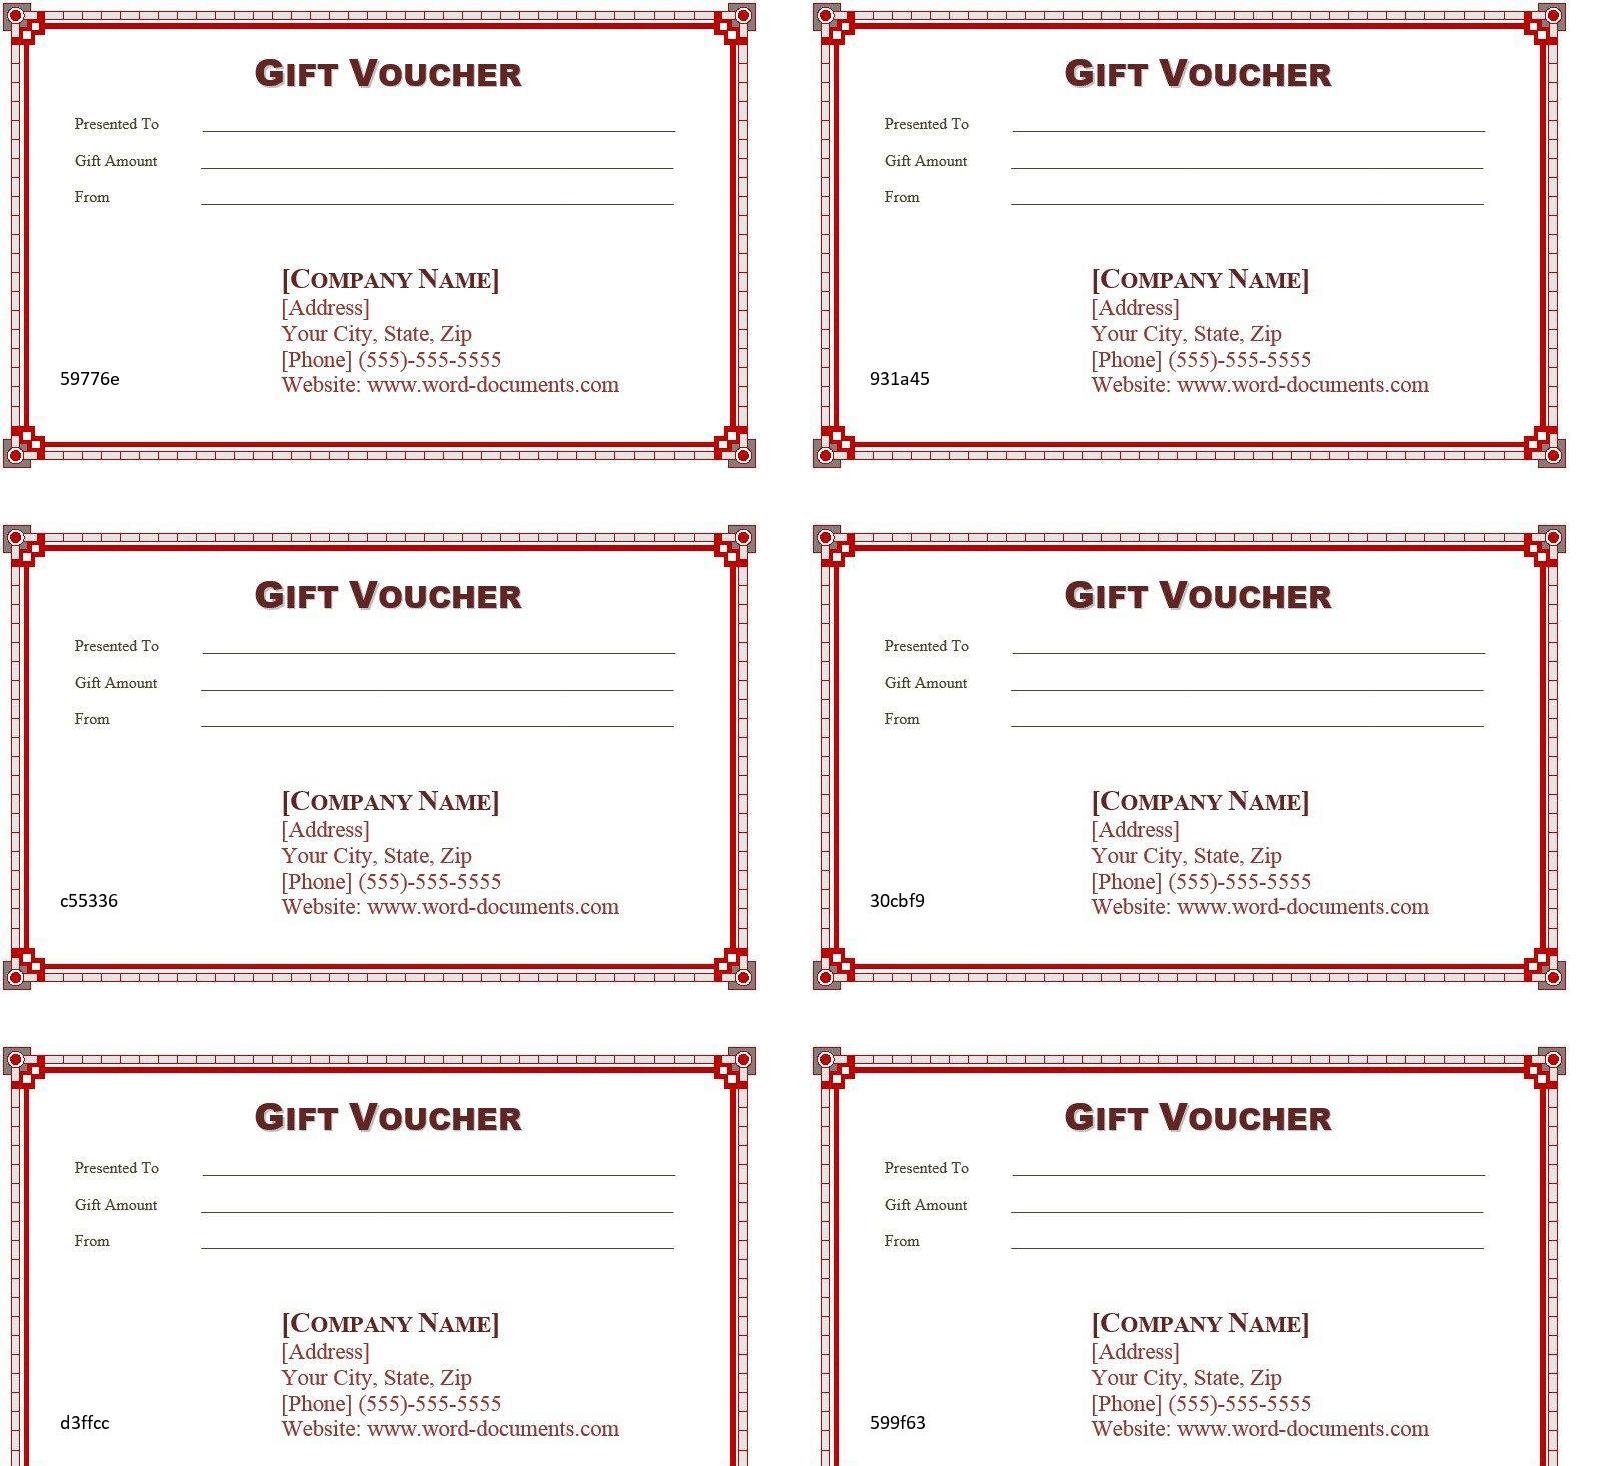 GIFT VOUCHER
Presented To
Gift Amount
From
[COMPANY NAME]
[Address]
Your City, State, Zip
[Phone] (555)-555-5555
59776e
Website: www.word-documents.com
GIFT VOUCHER
Presented To
Gift Amount
From
[COMPANY NAME]
[Address]
Your City, State, Zip
[Phone] (555)-555-5555
931a45
Website: www.word-documents.com
GIFT VOUCHER
Presented To
Gift Amount
From
[COMPANY NAME]
[Address]
Your City, State, Zip
[Phone] (555)-555-5555
c55336
Website: www.word-documents.com
GIFT VOUCHER
Presented To
Gift Amount
From
[COMPANY NAME]
[Address]
Your City, State, Zip
[Phone] (555)-555-5555
30cbf9
Website: www.word-documents.com
GIFT VOUCHER
Presented To
Gift Amount
From
[COMPANY NAME]
[Address]
Your City, State, Zip
[Phone] (555)-555-5555
d3ffcc
Website: www.word-documents.com
GIFT VOUCHER
Presented To
Gift Amount
From
[COMPANY NAME]
[Address]
Your City, State, Zip
[Phone] (555)-555-5555
599f63
Website: www.word-documents.com